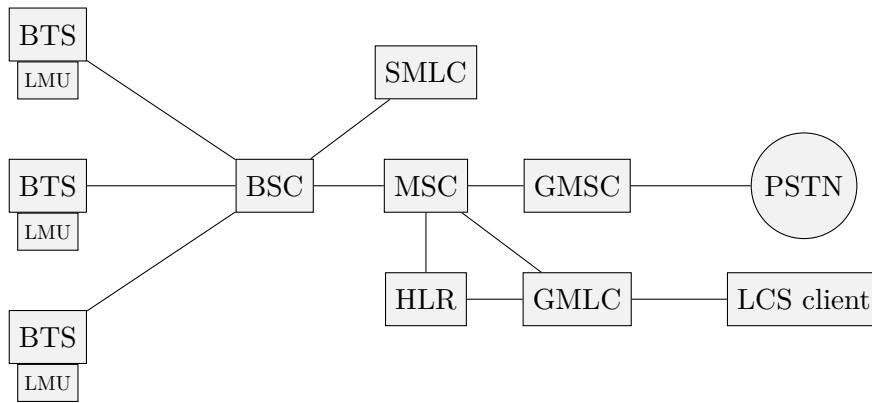 BTS
LMU
SMLC
BTS
LMU
BSC
MSC
GMSC
PSTN
HLR
GMLC
LCS client
BTS
LMU